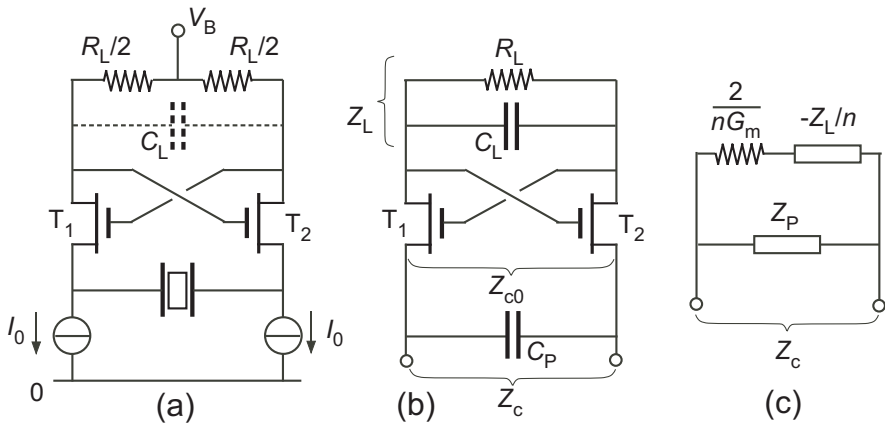 V_B
R_L/2 R_L/2
C_L
T_1 T_2
I_0 I_0
0
(a)
R_L
Z_L
C_L
T_1 T_2
Z_c0
C_P
Z_c
(b)
2/nG_m -Z_L/n
Z_P
Z_c
(c)